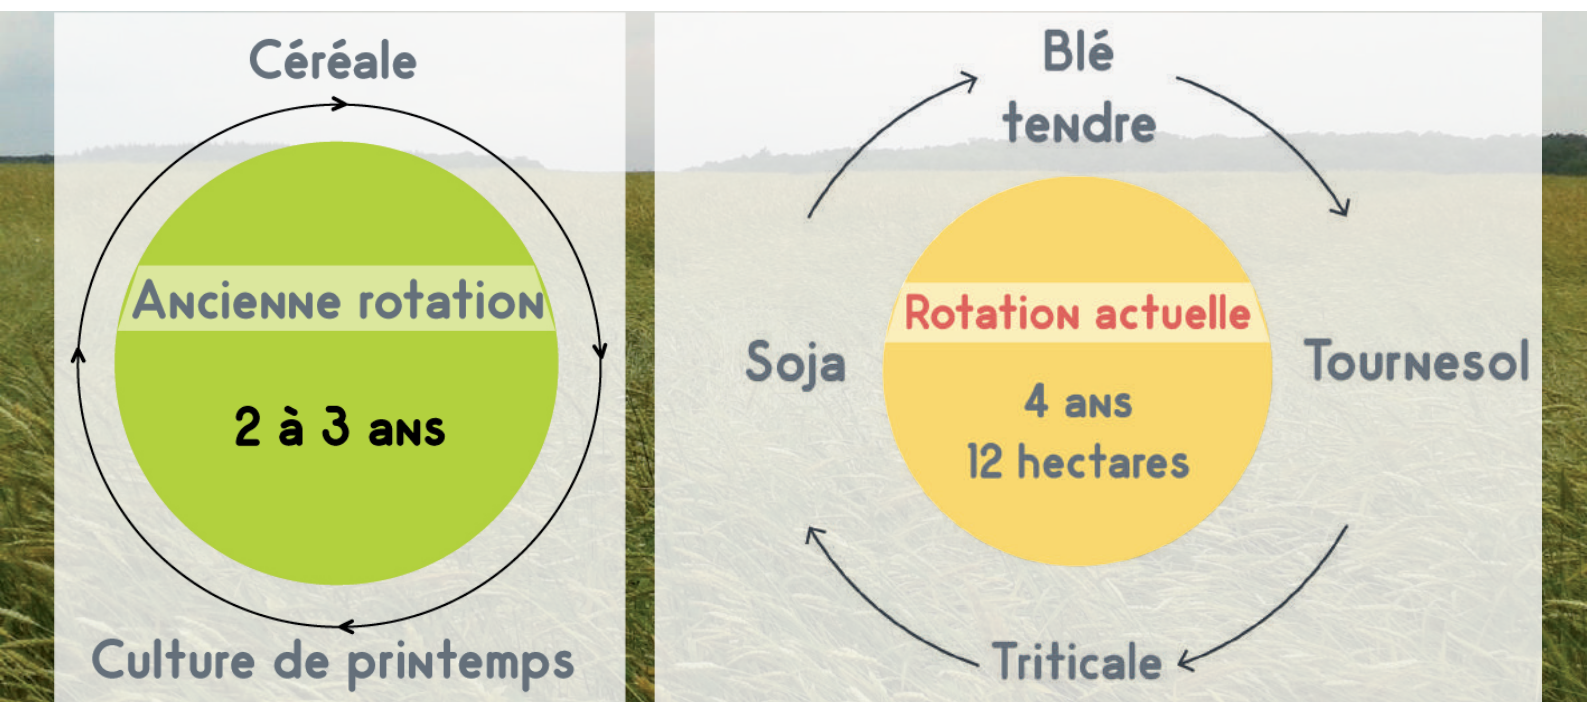 Céréale
Ancienne rotation
2 à 3 ans
Culture de printemps
Blé
tendre
Rotation actuelle
4 ans
12 hectares
Soja
Tournesol
Triticale